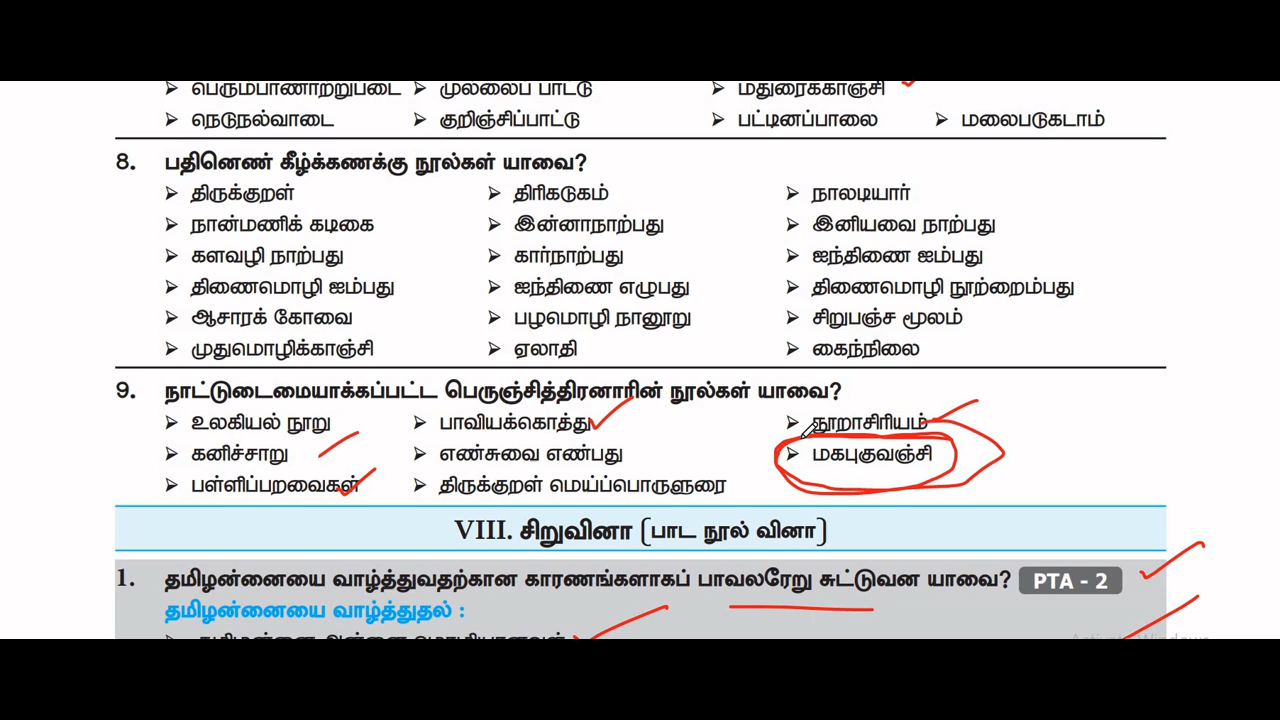 ➢ பெரும்பாணாற்றுபடை ➢ முல்லைப் பாட்டு ➢ மதுரைக்காஞ்சி
➢ நெடுநல்வாடை ➢ குறிஞ்சிப்பாட்டு ➢ பட்டினப்பாலை ➢ மலைபடுகடாம்
8. பதினெண் கீழ்க்கணக்கு நூல்கள் யாவை?
➢ திருக்குறள் ➢ திரிகடுகம் ➢ நாலடியார்
➢ நான்மணிக் கடிகை ➢ இன்னாநாற்பது ➢ இனியவை நாற்பது
➢ களவழி நாற்பது ➢ கார்நாற்பது ➢ ஐந்திணை ஐம்பது
➢ திணைமொழி ஐம்பது ➢ ஐந்திணை எழுபது ➢ திணைமொழி நூற்றைம்பது
➢ ஆசாரக் கோவை ➢ பழமொழி நானூறு ➢ சிறுபஞ்ச மூலம்
➢ முதுமொழிக்காஞ்சி ➢ ஏலாதி ➢ கைந்நிலை
9. நாட்டுடைமையாக்கப்பட்ட பெருஞ்சித்திரனாரின் நூல்கள் யாவை?
➢ உலகியல் நூறு ➢ பாவியக்கொத்து ➢ நூறாசிரியம்
➢ கனிச்சாறு ➢ எண்சுவை எண்பது ➢ மகபுகுவஞ்சி
➢ பள்ளிப்பறவைகள் ➢ திருக்குறள் மெய்ப்பொருளுரை
VIII. சிறுவினா (பாட நூல் வினா)
1. தமிழன்னையை வாழ்த்துவதற்கான காரணங்களாகப் பாவலரேறு சுட்டுவன யாவை? PTA - 2
தமிழன்னையை வாழ்த்துதல் :